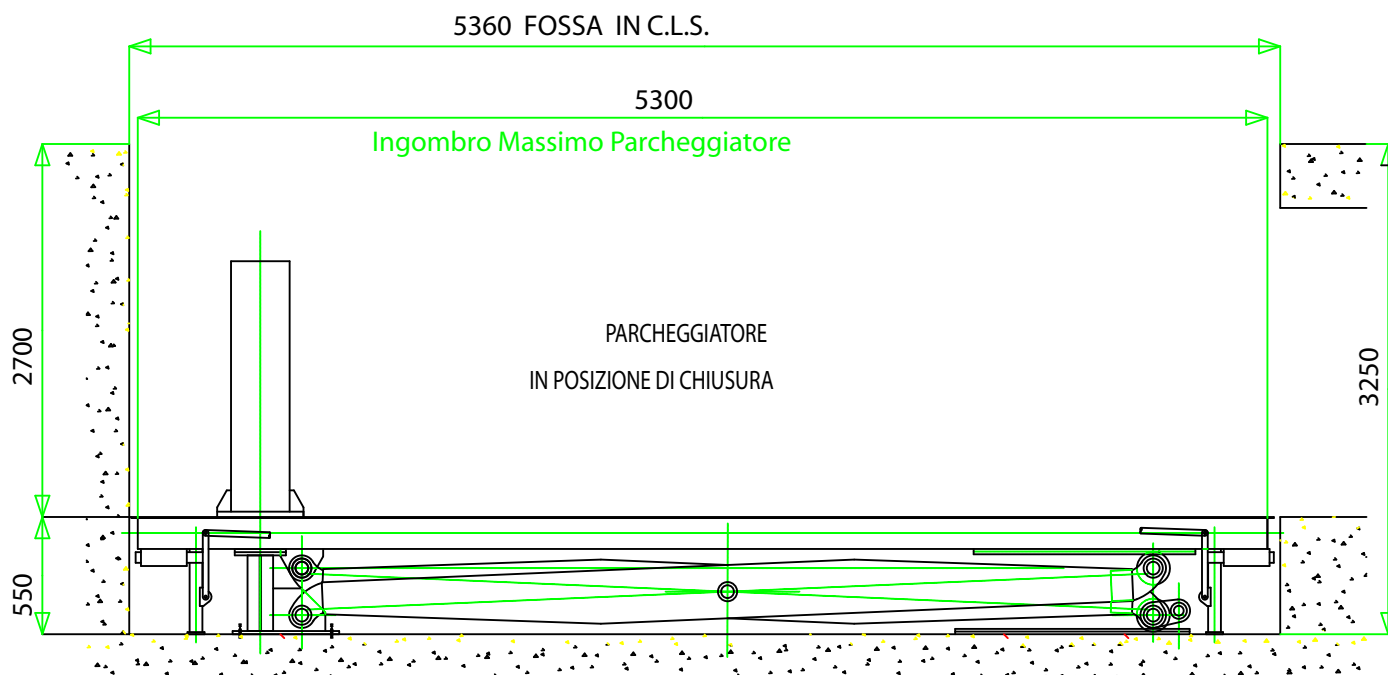 5360 FOSSA IN C.L.S.
5300
Ingombro Massimo Parcheggiatore
2700
PARCHEGGIATORE
IN POSIZIONE DI CHIUSURA
3250
550